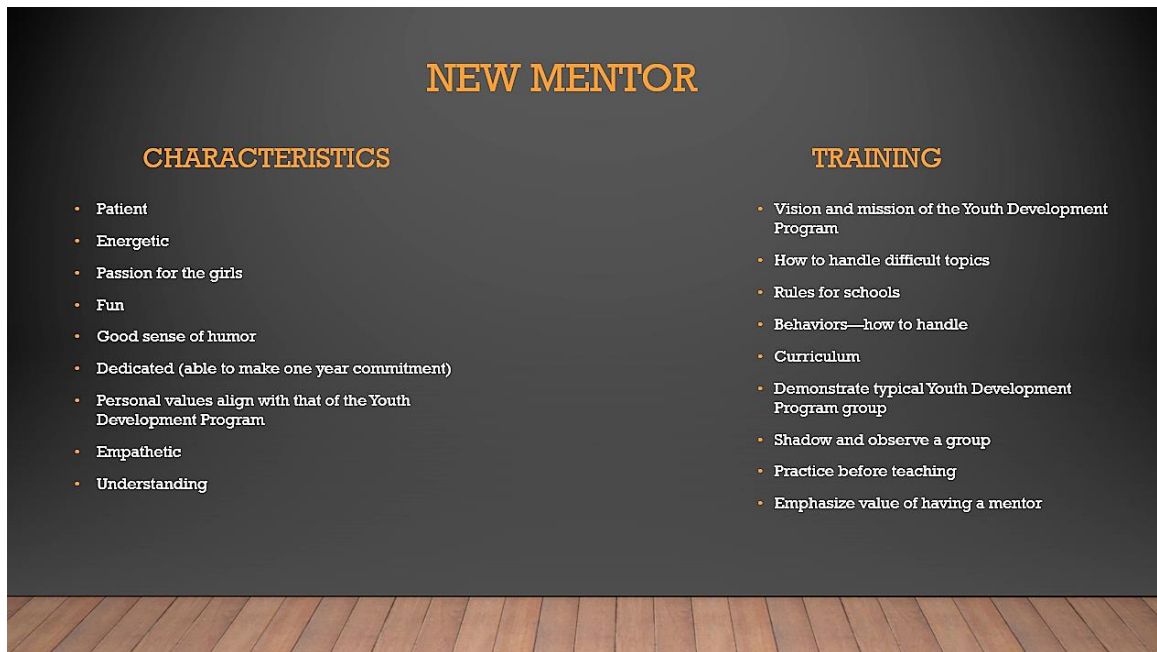 NEW MENTOR
CHARACTERISTICS
• Patient
• Energetic
• Passion for the girls
• Fun
• Good sense of humor
• Dedicated (able to make one year commitment)
• Personal values align with that of the Youth
Development Program
• Empathetic
• Understanding
TRAINING
• Vision and mission of the Youth Development
Program
• How to handle difficult topics
• Rules for schools
• Behaviors—how to handle
• Curriculum
• Demonstrate typical Youth Development
Program group
• Shadow and observe a group
• Practice before teaching
• Emphasize value of having a mentor